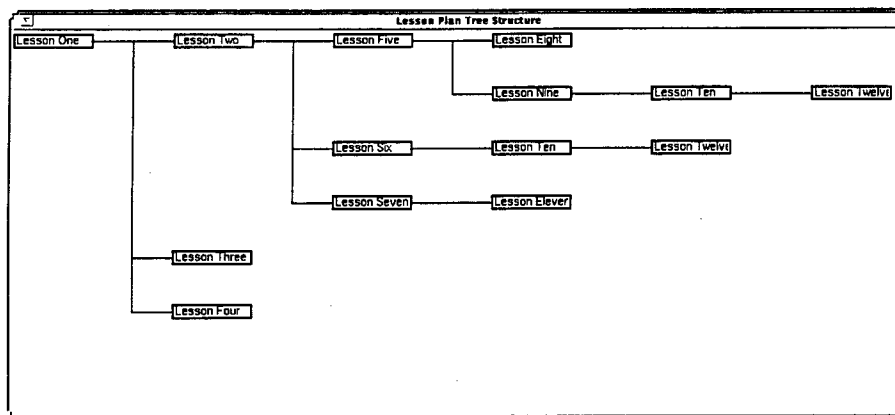 Lesson Plan Tree Structure
Lesson One Lesson Two Lesson Five Lesson Eight
Lesson Nine Lesson Ten Lesson Twelve
Lesson Six Lesson Ten Lesson Twelve
Lesson Seven Lesson Elever
Lesson Three
Lesson Four